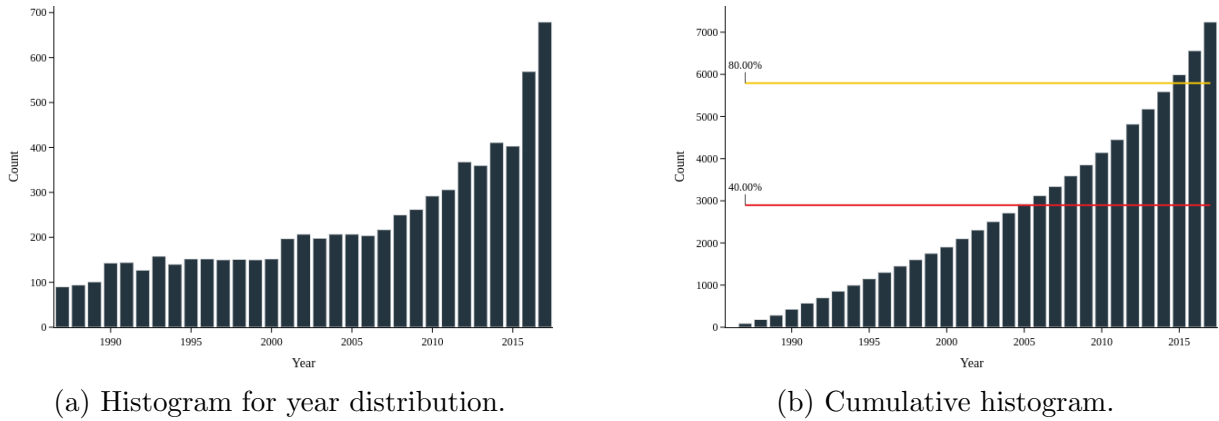 700
600
500
400
300
200
100
0
Count
1990 1995 2000 2005 2010 2015
Year
(a) Histogram for year distribution.
7000
6000
5000
4000
3000
2000
1000
0
Count
80.00%
40.00%
1990 1995 2000 2005 2010 2015
Year
(b) Cumulative histogram.